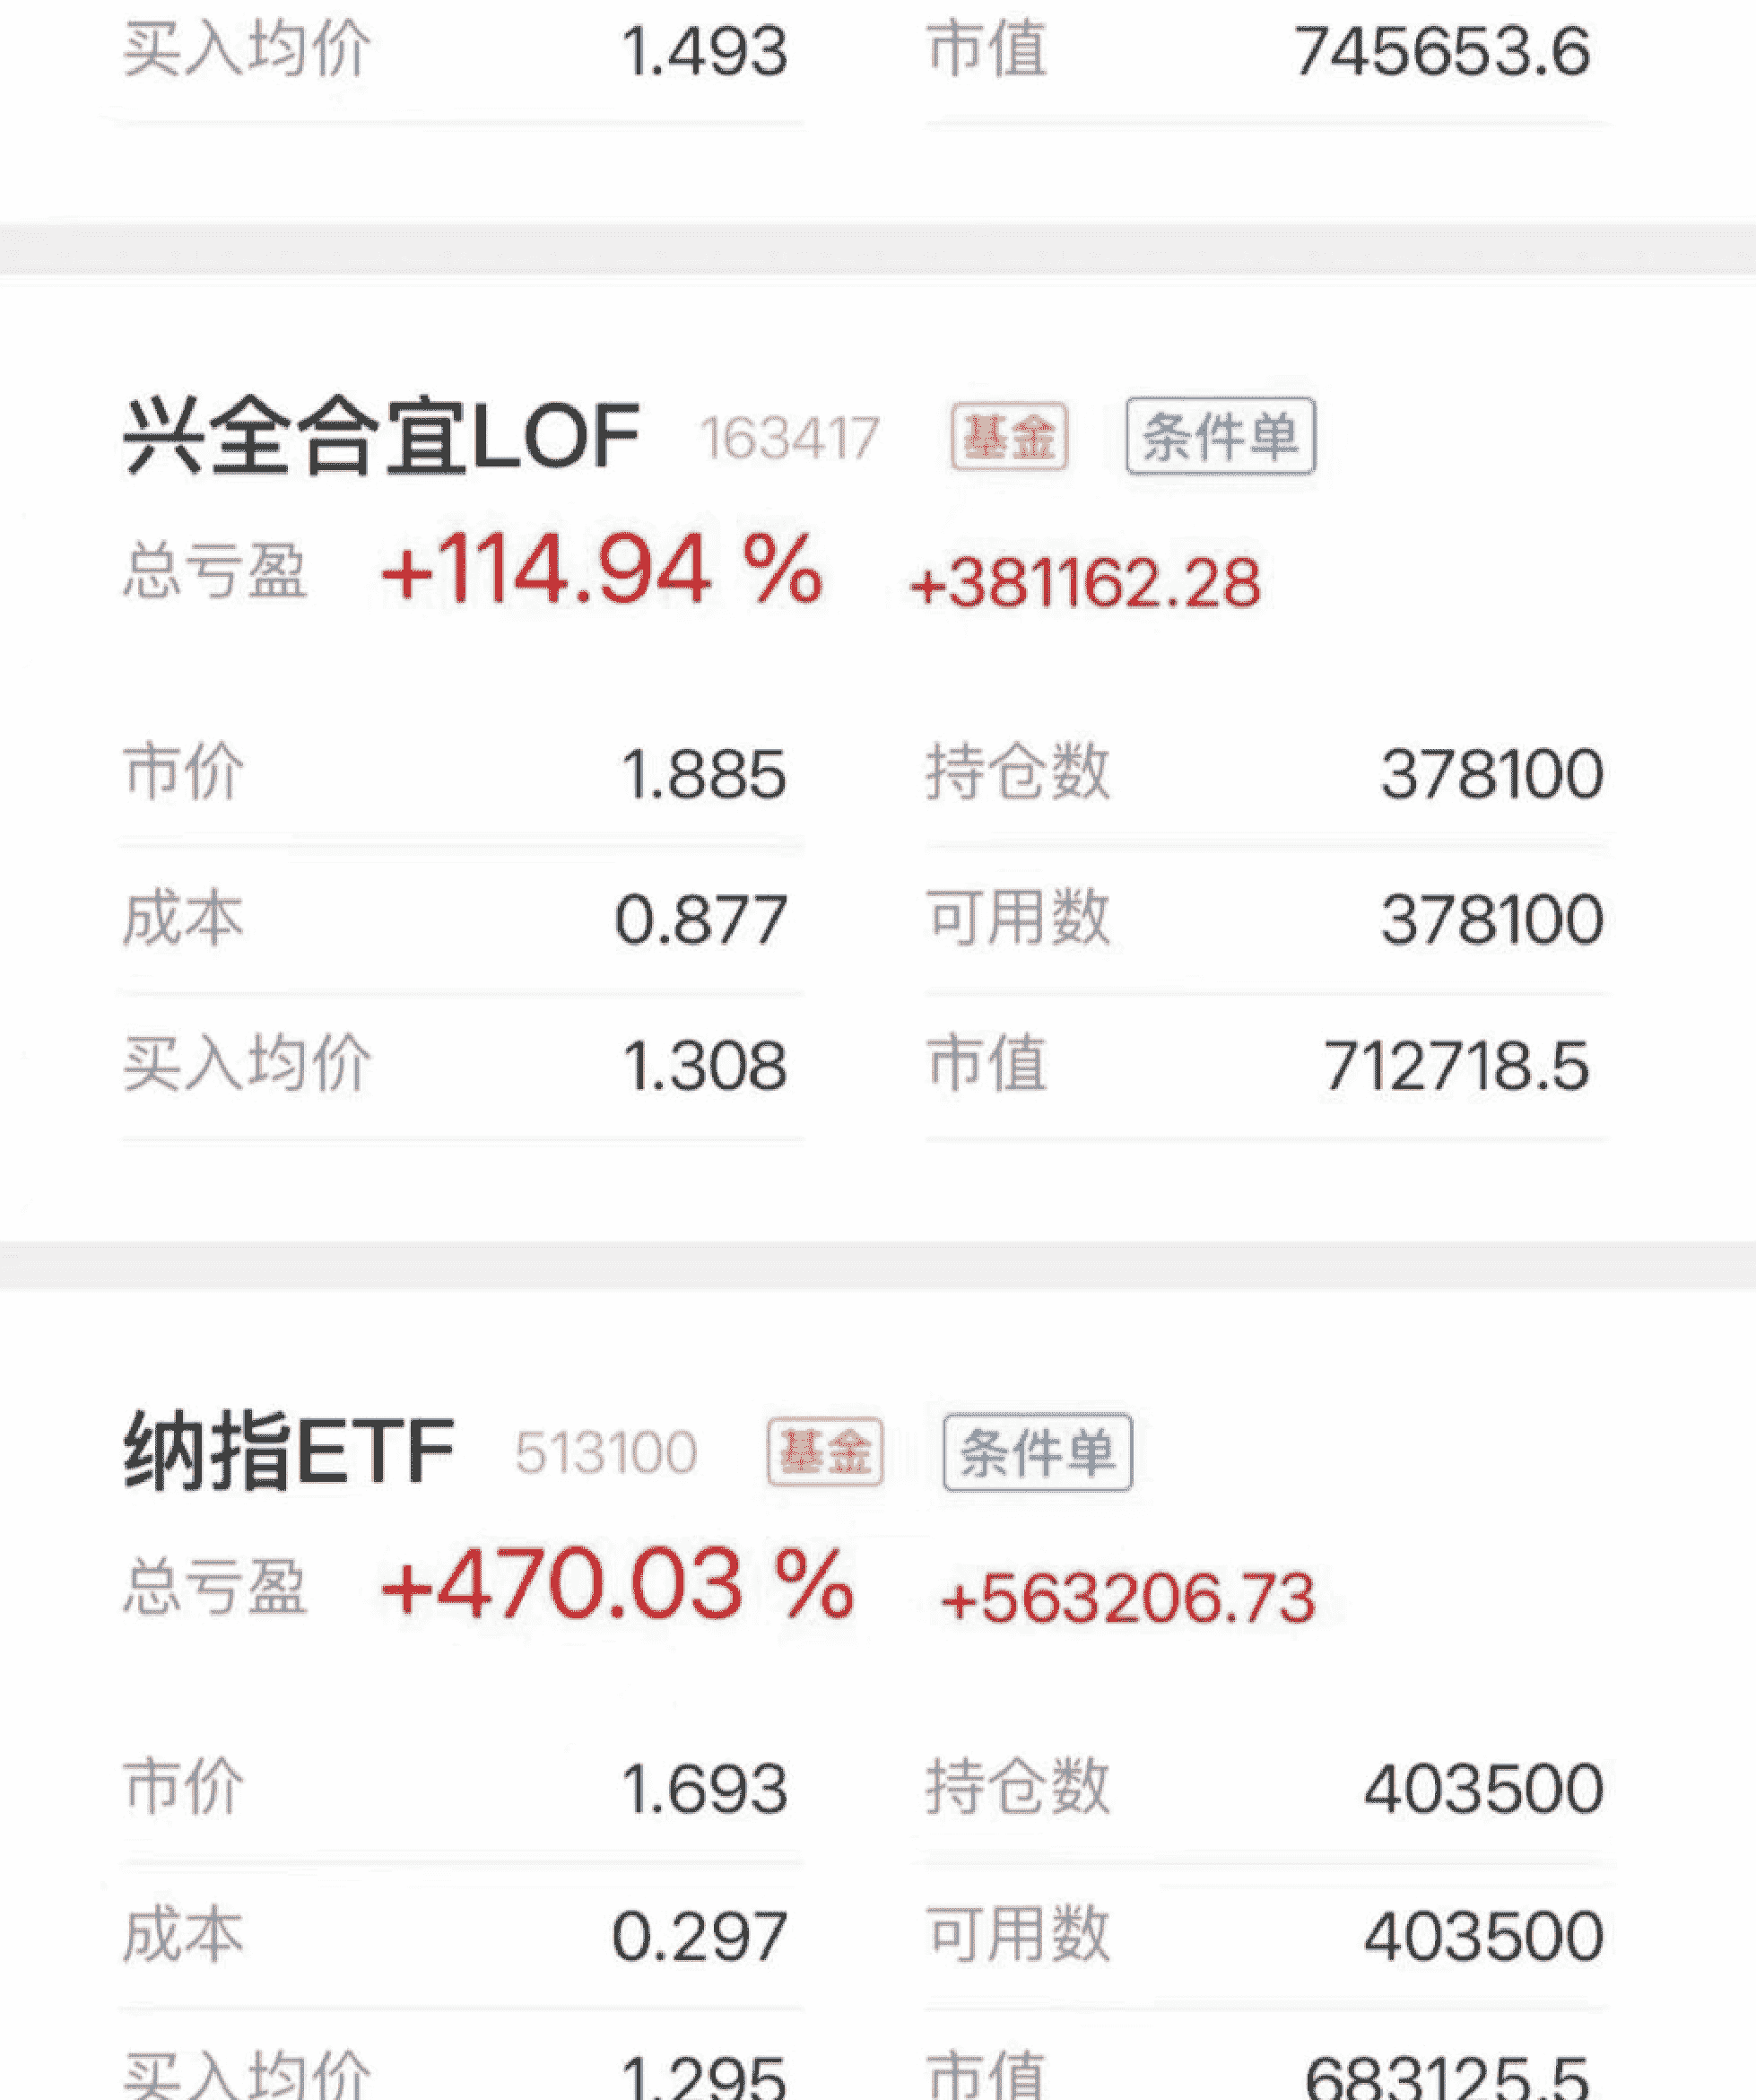 买入均价 1.493 市值 745653.6
兴全合宜LOF 163417 基金 条件单
总亏盈 +114.94 % +381162.28
市价 1.885 持仓数 378100
成本 0.877 可用数 378100
买入均价 1.308 市值 712718.5
纳指ETF 513100 基金 条件单
总亏盈 +470.03 % +563206.73
市价 1.693 持仓数 403500
成本 0.297 可用数 403500
买入均价 1.295 市值 683125.5